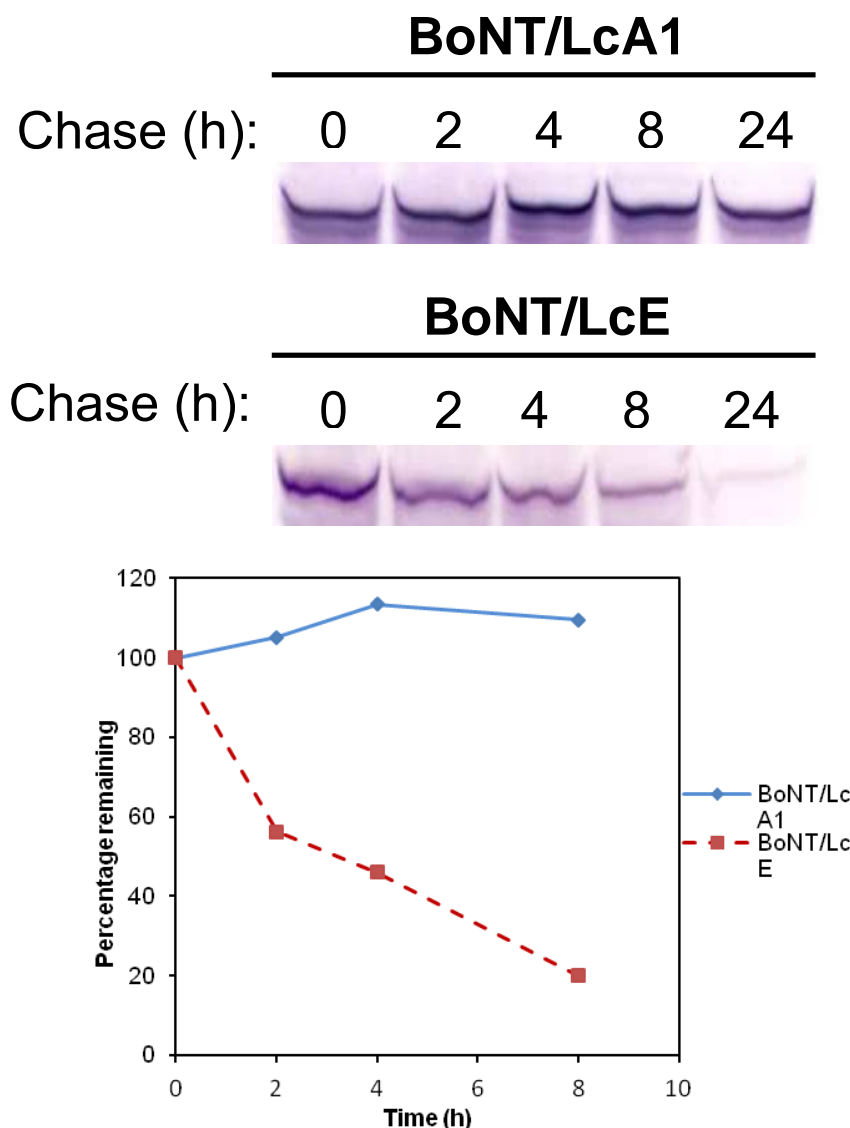 BoNT/LcA1
Chase (h): 0 2 4 8 24
BoNT/LcE
Chase (h): 0 2 4 8 24
120
100
80
60
40
20
0
Percentage remaining
0 2 4 6 8 10
Time (h)
BoNT/Lc
A1
BoNT/Lc
E